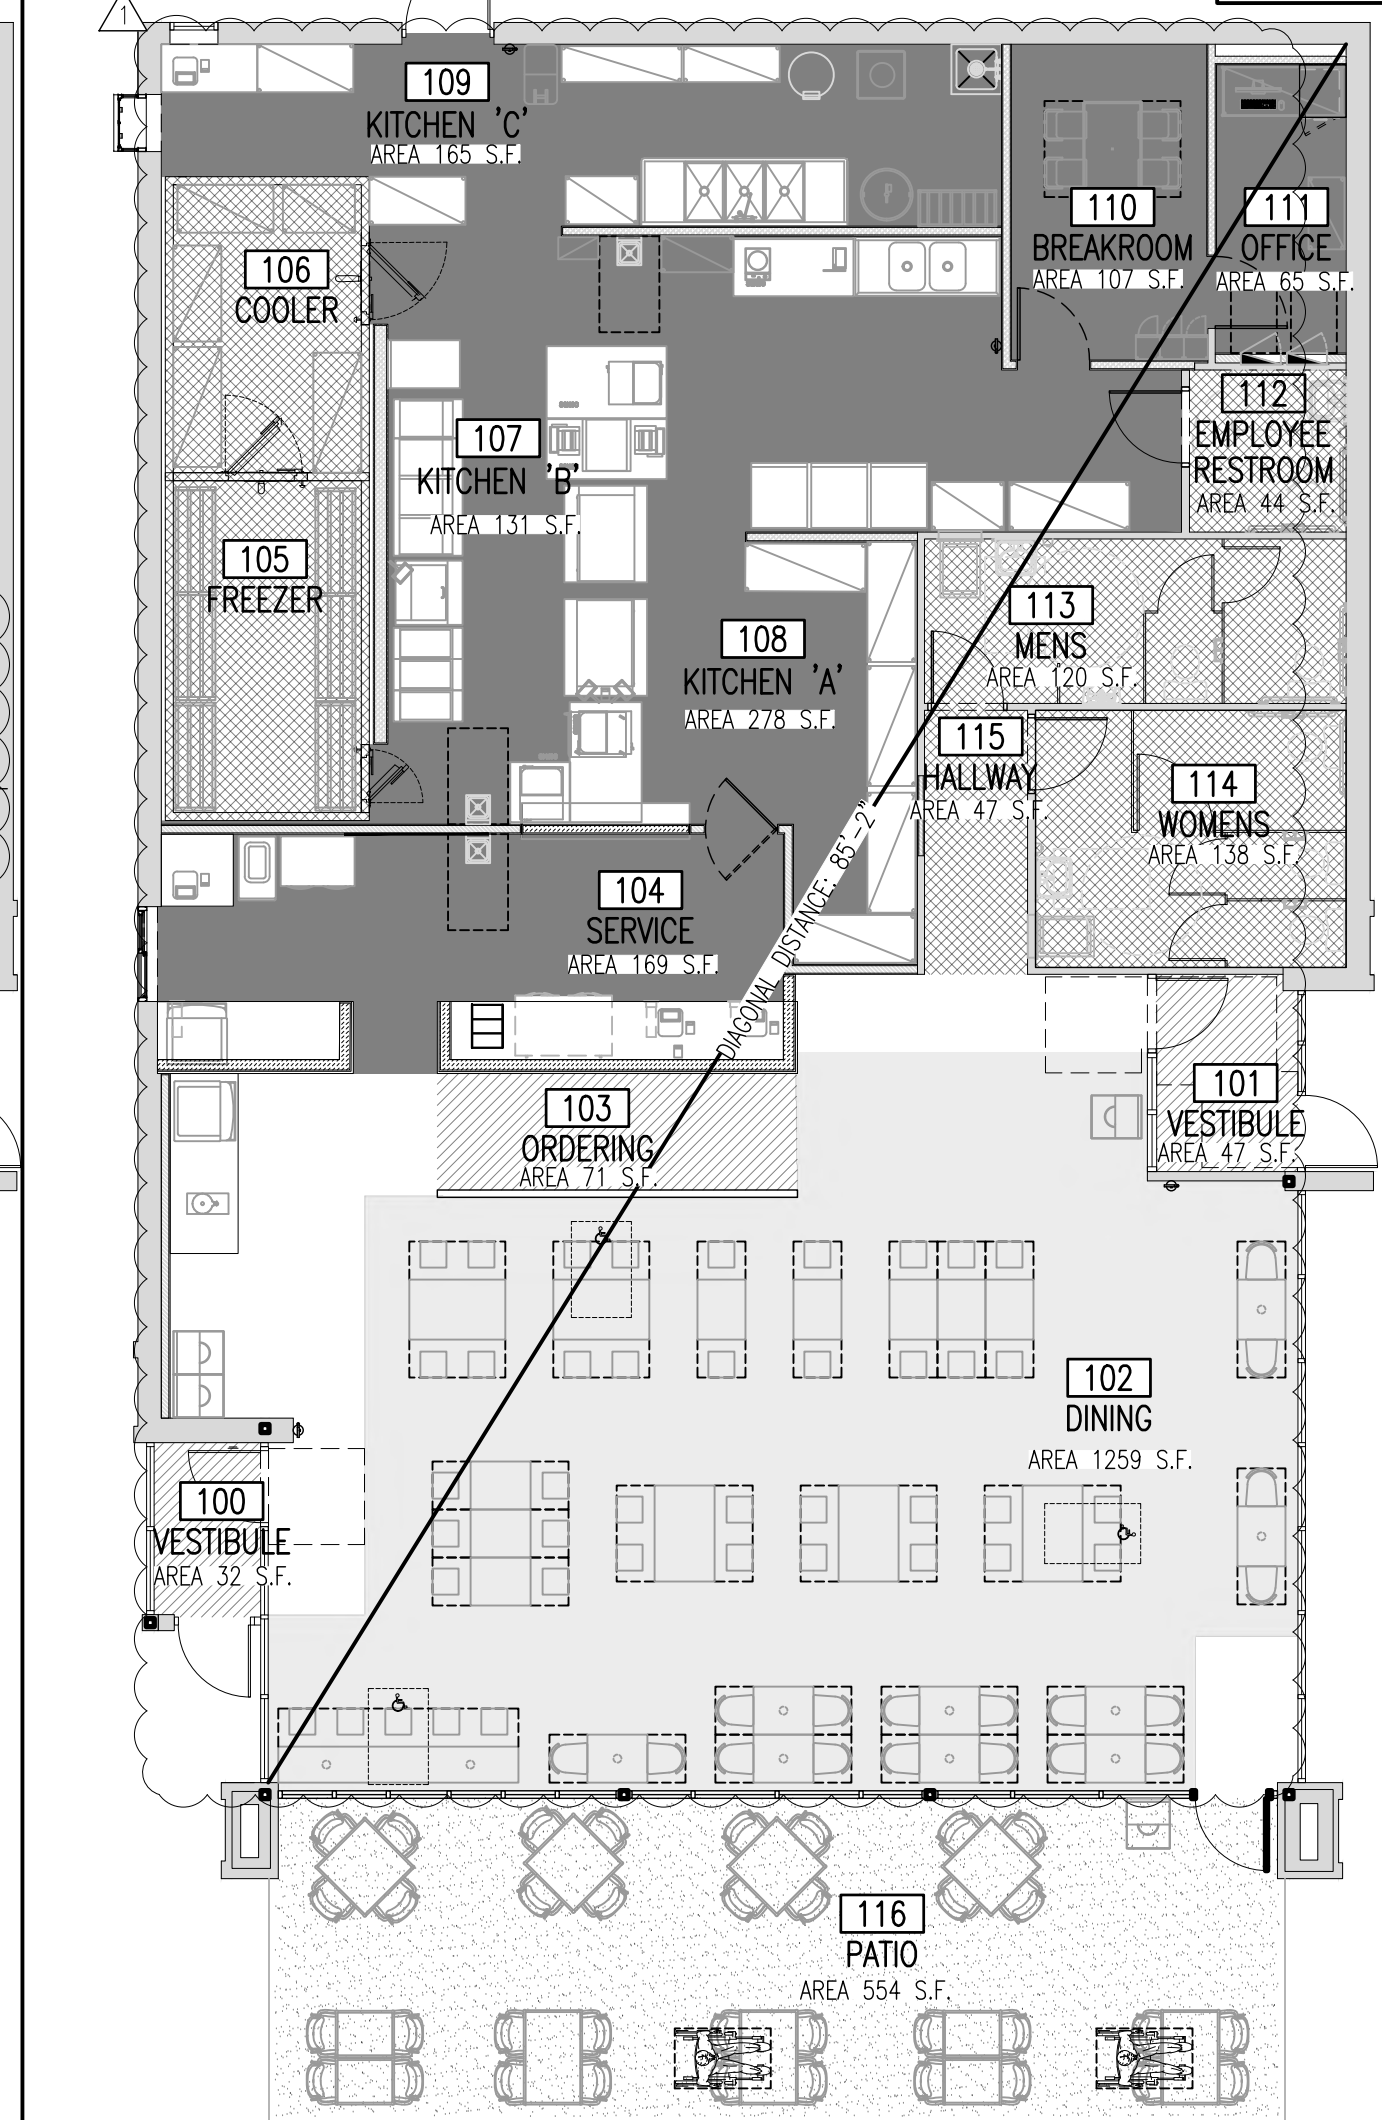 1
109
KITCHEN 'C'
AREA 165 S.F.
110
BREAKROOM
AREA 107 S.F.
111
OFFICE
AREA 65 S.F.
106
COOLER
112
EMPLOYEE
RESTROOM
AREA 44 S.F.
107
KITCHEN 'B'
AREA 131 S.F.
105
FREEZER
113
MENS
AREA 120 S.F.
108
KITCHEN 'A'
AREA 278 S.F.
115
HALLWAY
AREA 47 S.F.
114
WOMENS
AREA 138 S.F.
104
SERVICE
AREA 169 S.F.
DIAGONAL DISTANCE: 85'-2"
101
VESTIBULE
AREA 47 S.F.
103
ORDERING
AREA 71 S.F.
102
DINING
AREA 1259 S.F.
100
VESTIBULE
AREA 32 S.F.
116
PATIO
AREA 554 S.F.